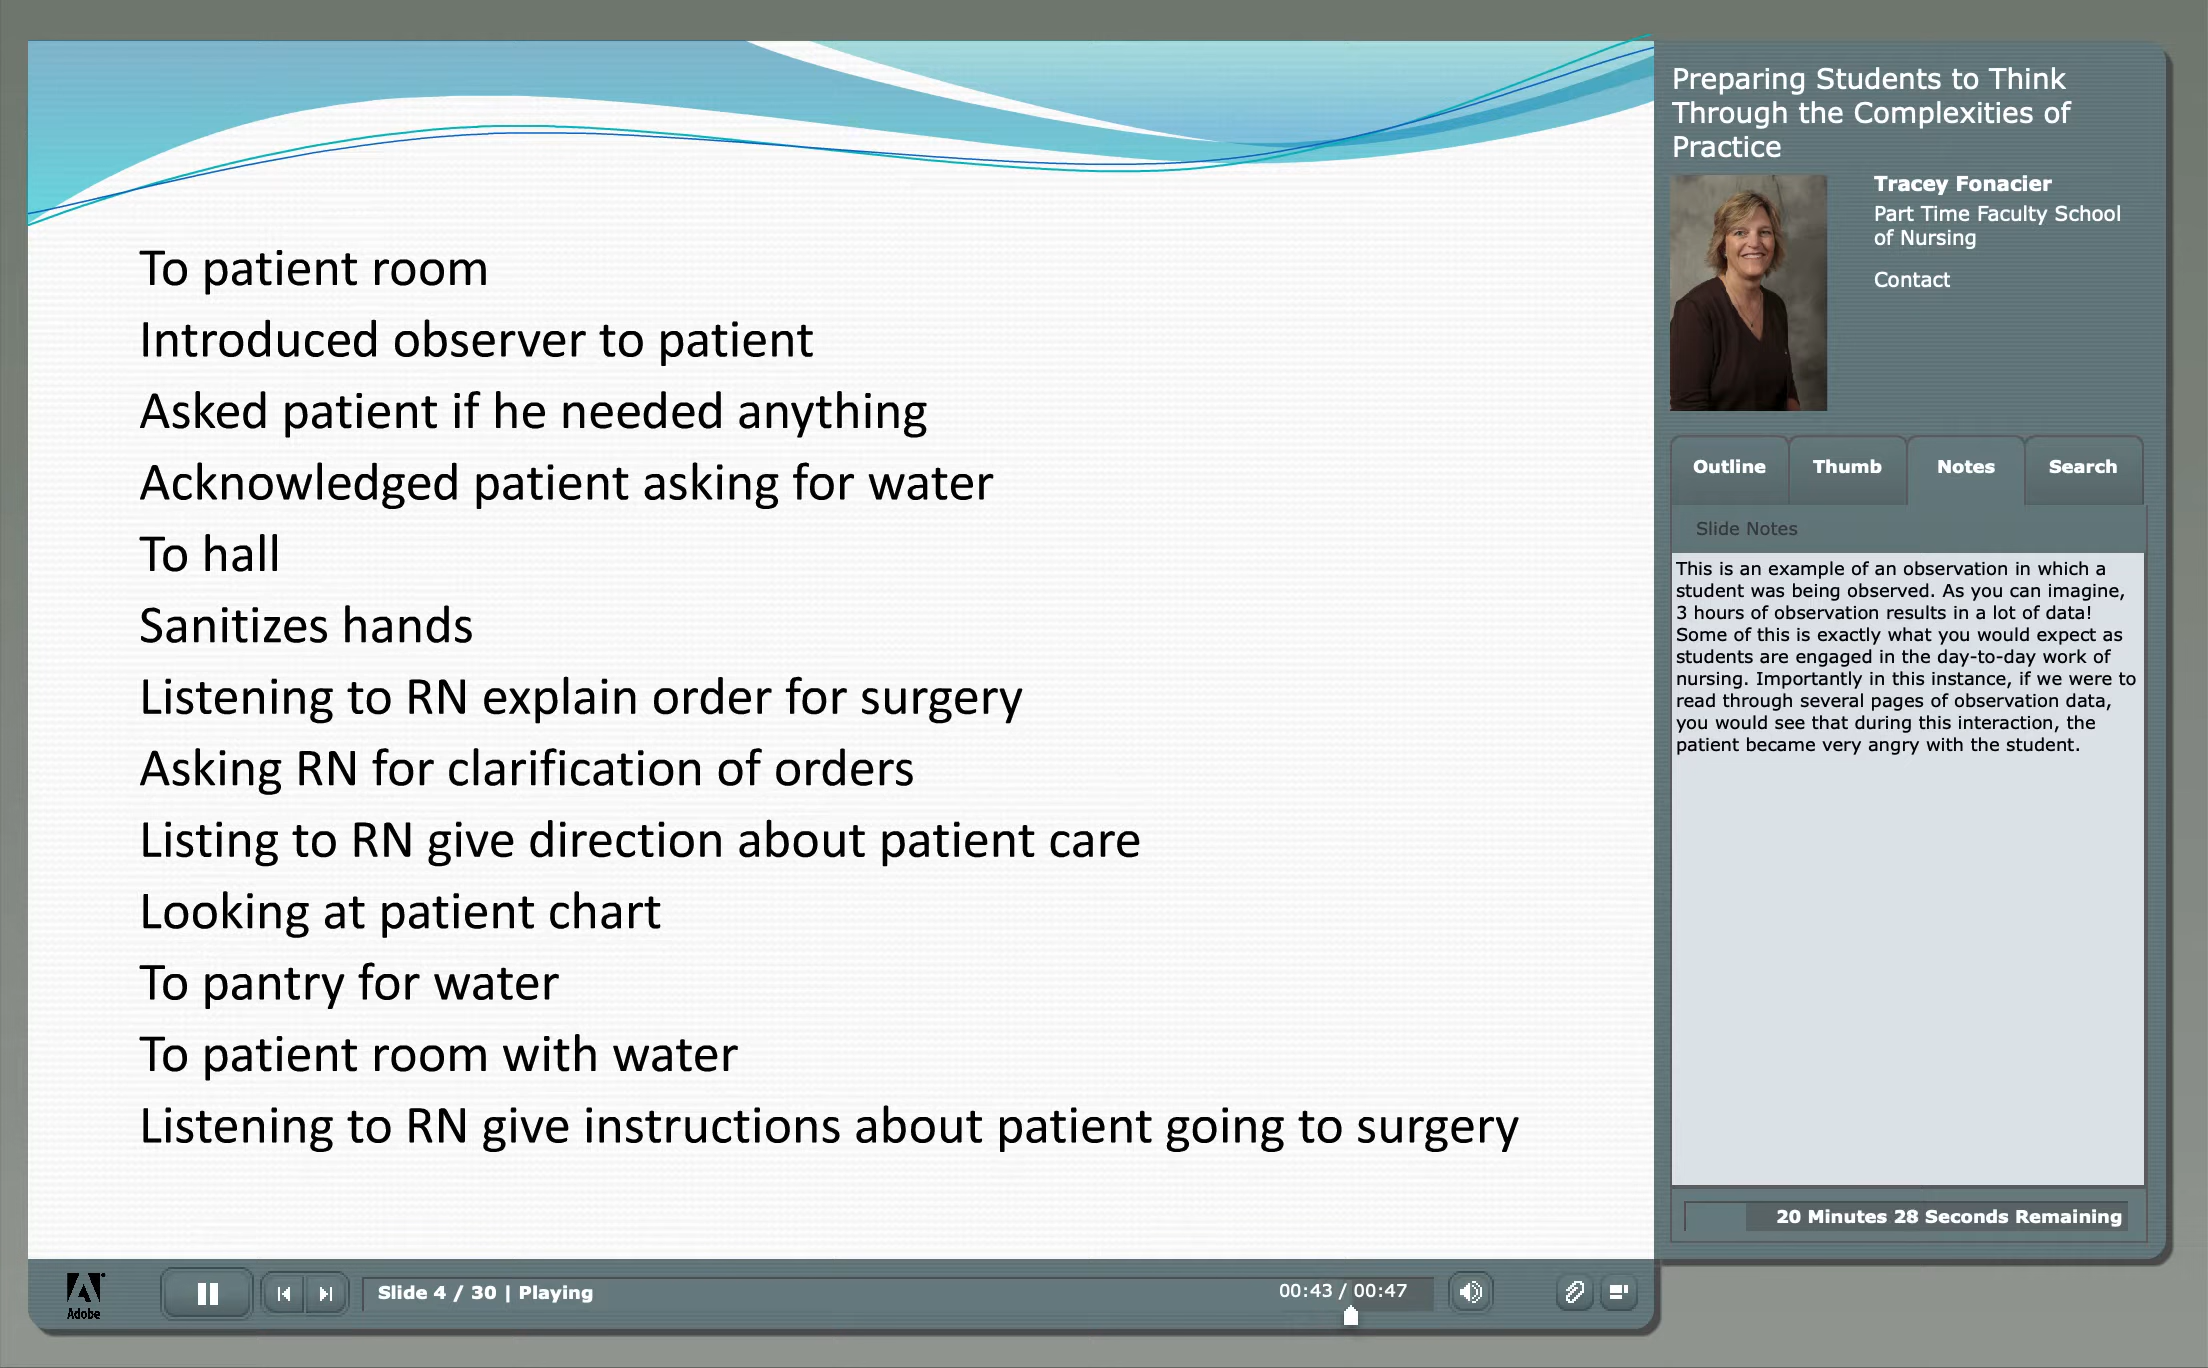 To patient room
Introduced observer to patient
Asked patient if he needed anything
Acknowledged patient asking for water
To hall
Sanitizes hands
Listening to RN explain order for surgery
Asking RN for clarification of orders
Listing to RN give direction about patient care
Looking at patient chart
To pantry for water
To patient room with water
Listening to RN give instructions about patient going to surgery
Preparing Students to Think
Through the Complexities of
Practice
Tracey Fonacier
Part Time Faculty School
of Nursing
Contact
Outline Thumb Notes Search
Slide Notes
This is an example of an observation in which a
student was being observed. As you can imagine,
3 hours of observation results in a lot of data!
Some of this is exactly what you would expect as
students are engaged in the day-to-day work of
nursing. Importantly in this instance, if we were to
read through several pages of observation data,
you would see that during this interaction, the
patient became very angry with the student.
20 Minutes 28 Seconds Remaining
Adobe
Slide 4 / 30 | Playing
00:43 / 00:47